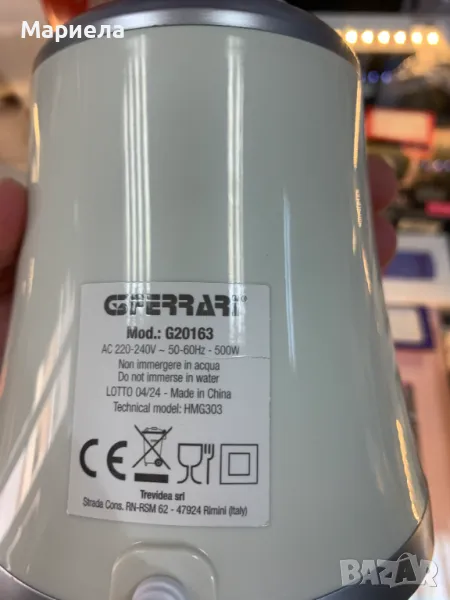 Мариела
G3FERRARI
Mod.: G20163
AC 220-240V ~ 50-60Hz - 500W
Non immergere in acqua
Do not immerse in water
LOTTO 04/24 - Made in China
Technical model: HMG303
CE
Trevidea srl
Strada Cons. RN-RSM 62 - 47924 Rimini (Italy)
BAZAR